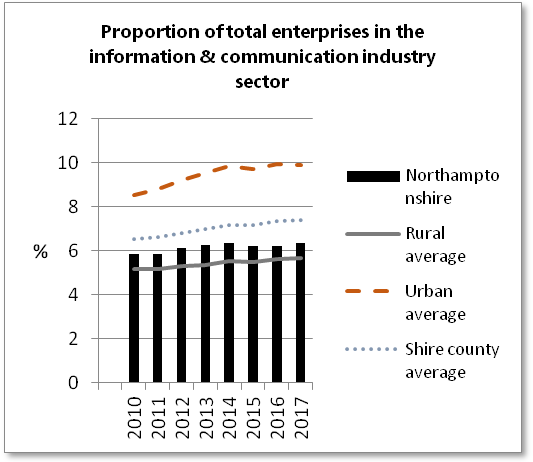 Proportion of total enterprises in the
information & communication industry
sector
12
10
8
6
4
2
0
%
2010
2011
2012
2013
2014
2015
2016
2017
Northampto
nshire
Rural
average
Urban
average
Shire county
average